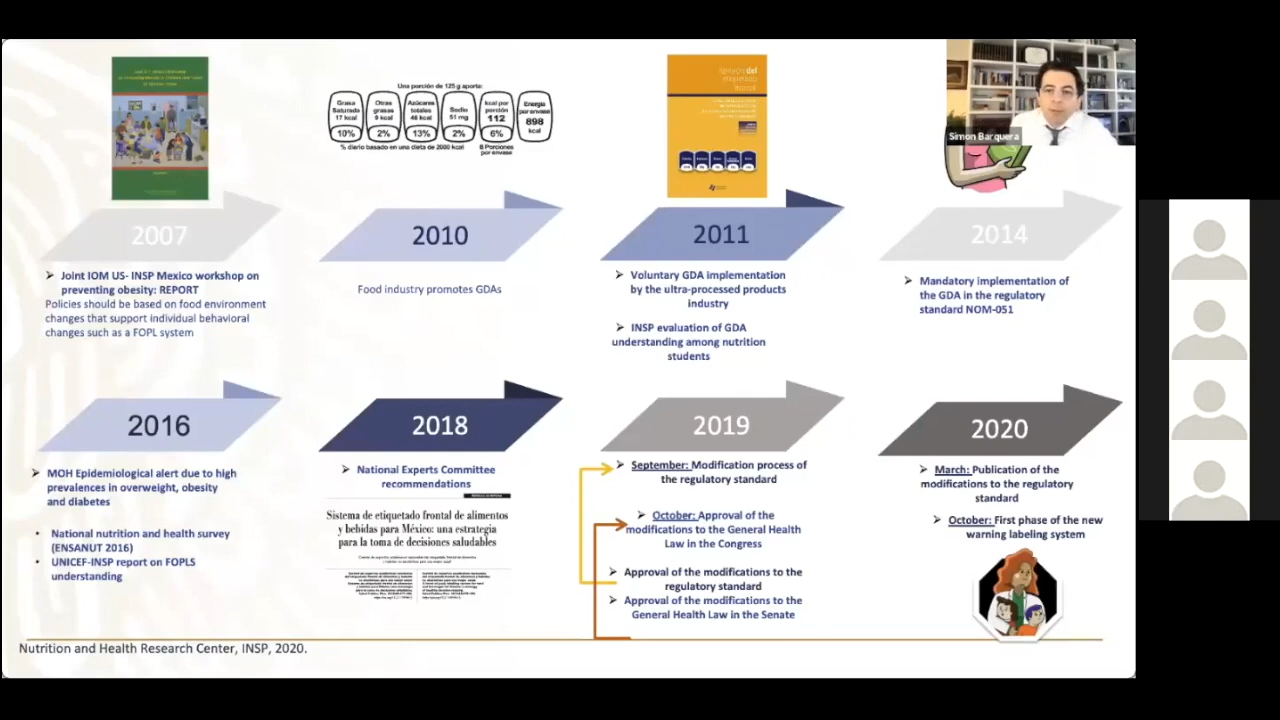 Una porción de 125 g aporta:
Grasa Saturada 17 kcal 10%
Otras grasas 9 kcal 2%
Azúcares totales 46 kcal 13%
Sodio 51 mg 2%
kcal por porción 112 6%
Energía por envase 898 kcal
% diario basado en una dieta de 2000 kcal
8 Porciones por envase
Simon Barquera
2007
2010
2011
2014
➢ Joint IOM US- INSP Mexico workshop on
preventing obesity: REPORT
Policies should be based on food environment
changes that support individual behavioral
changes such as a FOPL system
Food industry promotes GDAs
➢ Voluntary GDA implementation
by the ultra-processed products
industry
➢ INSP evaluation of GDA
understanding among nutrition
students
➢ Mandatory implementation of
the GDA in the regulatory
standard NOM-051
2016
2018
2019
2020
➢ MOH Epidemiological alert due to high
prevalences in overweight, obesity
and diabetes
• National nutrition and health survey
(ENSANUT 2016)
• UNICEF-INSP report on FOPLS
understanding
➢ National Experts Committee
recommendations
Sistema de etiquetado frontal de alimentos
y bebidas para México: una estrategia
para la toma de decisiones saludables
➢ September: Modification process of
the regulatory standard
➢ October: Approval of the
modifications to the General Health
Law in the Congress
➢ Approval of the modifications to the
regulatory standard
➢ Approval of the modifications to the
General Health Law in the Senate
➢ March: Publication of the
modifications to the regulatory
standard
➢ October: First phase of the new
warning labeling system
Nutrition and Health Research Center, INSP, 2020.